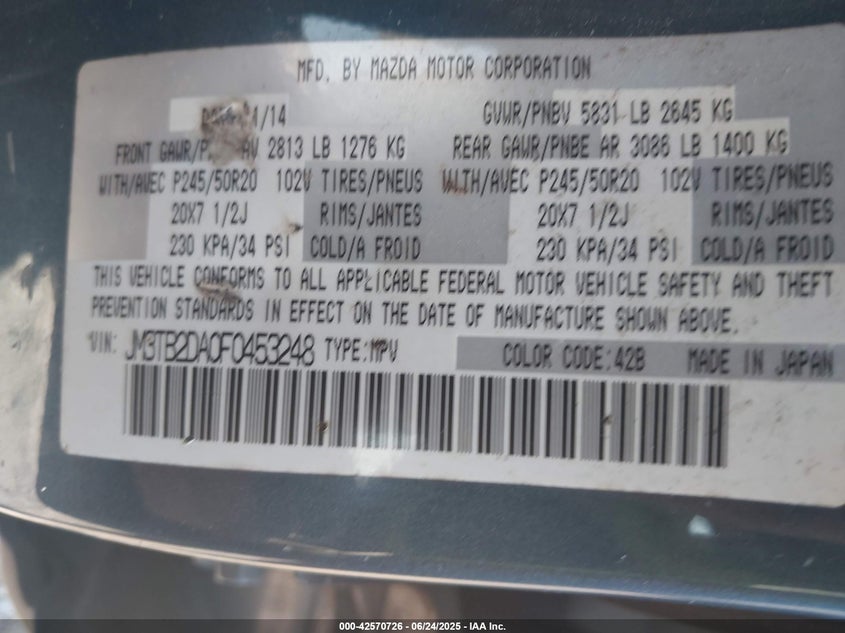 MFD. BY MAZDA MOTOR CORPORATION
1/14 GVWR/PNBV 5831 LB 2645 KG
FRONT GAWR/ AV 2813 LB 1276 KG REAR GAWR/PNBE AR 3086 LB 1400 KG
WITH/AVEC P245/50R20 102V TIRES/PNEUS WITH/AVEC P245/50R20 102V TIRES/PNEUS
20X7 1/2J RIMS/JANTES 20X7 1/2J RIMS/JANTES
230 KPA/34 PSI COLD/A FROID 230 KPA/34 PSI COLD/A FROID
THIS VEHICLE CONFORMS TO ALL APPLICABLE FEDERAL MOTOR VEHICLE SAFETY AND THEFT
PREVENTION STANDARDS IN EFFECT ON THE DATE OF MANUFACTURE SHOWN ABOVE.
VIN: JM3TB2DA0F0453248 TYPE:MPV COLOR CODE:42B MADE IN JAPAN
000-42570726 - 06/24/2025 - IAA Inc.